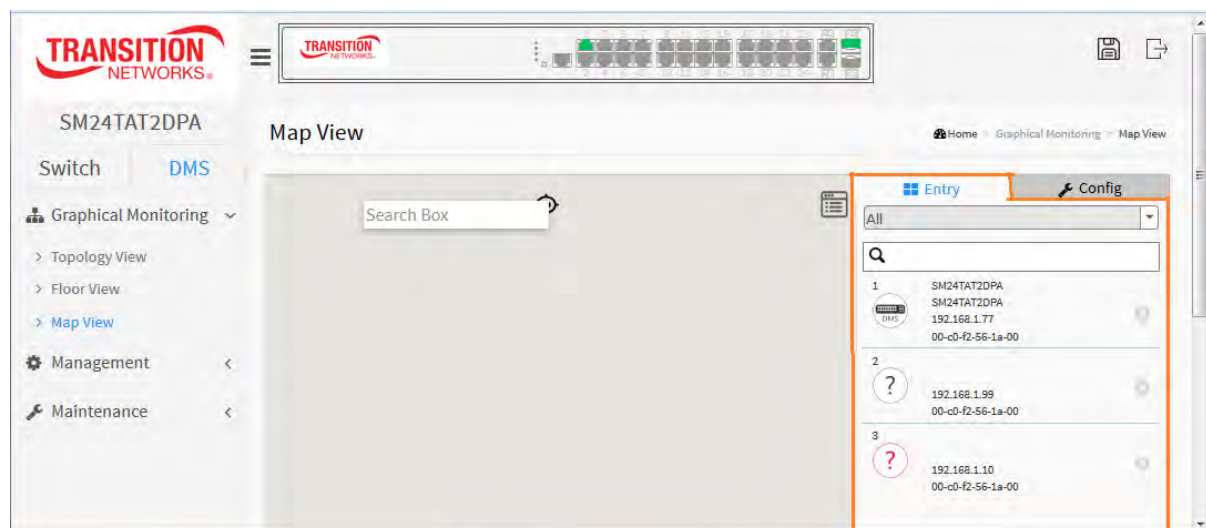 TRANSITION
NETWORKS®
TRANSITION
NETWORKS®
SM24TAT2DPA
Switch DMS
Graphical Monitoring
> Topology View
> Floor View
> Map View
Management
Maintenance
Map View
Home > Graphical Monitoring > Map View
Search Box
Entry
Config
All
1
DMS
SM24TAT2DPA
SM24TAT2DPA
192.168.1.77
00-c0-f2-56-1a-00
2
?
192.168.1.99
00-c0-f2-56-1a-00
3
?
192.168.1.10
00-c0-f2-56-1a-00